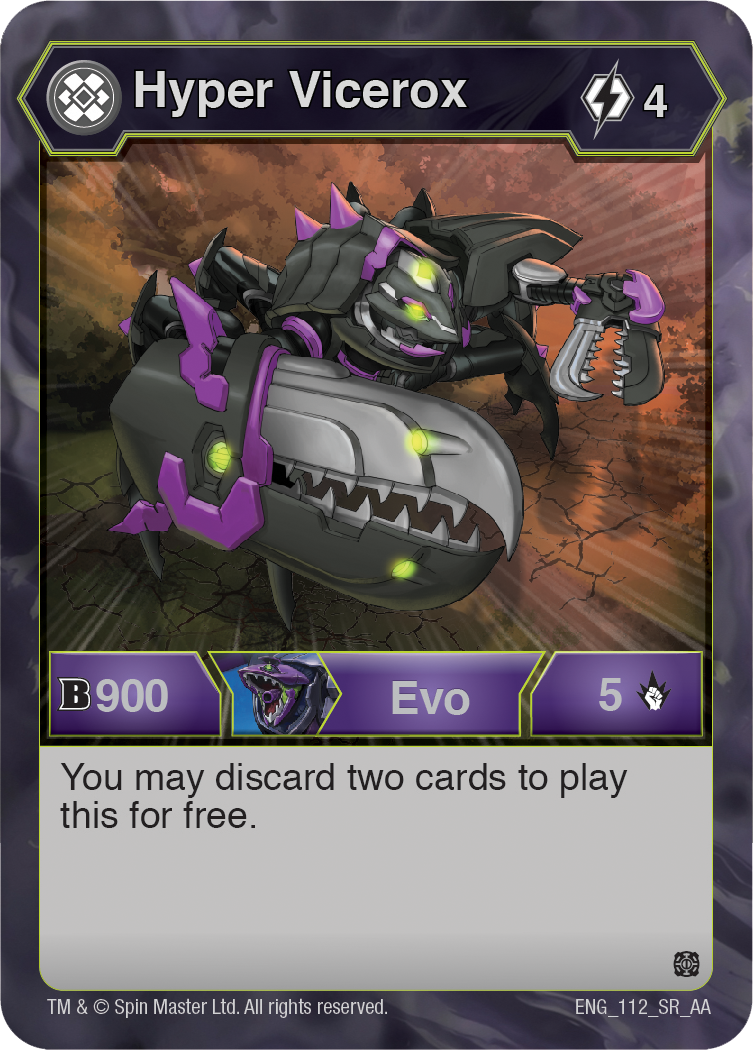 Hyper Vicerox
4
B 900
Evo
5
You may discard two cards to play
this for free.
TM & © Spin Master Ltd. All rights reserved.
ENG_112_SR_AA